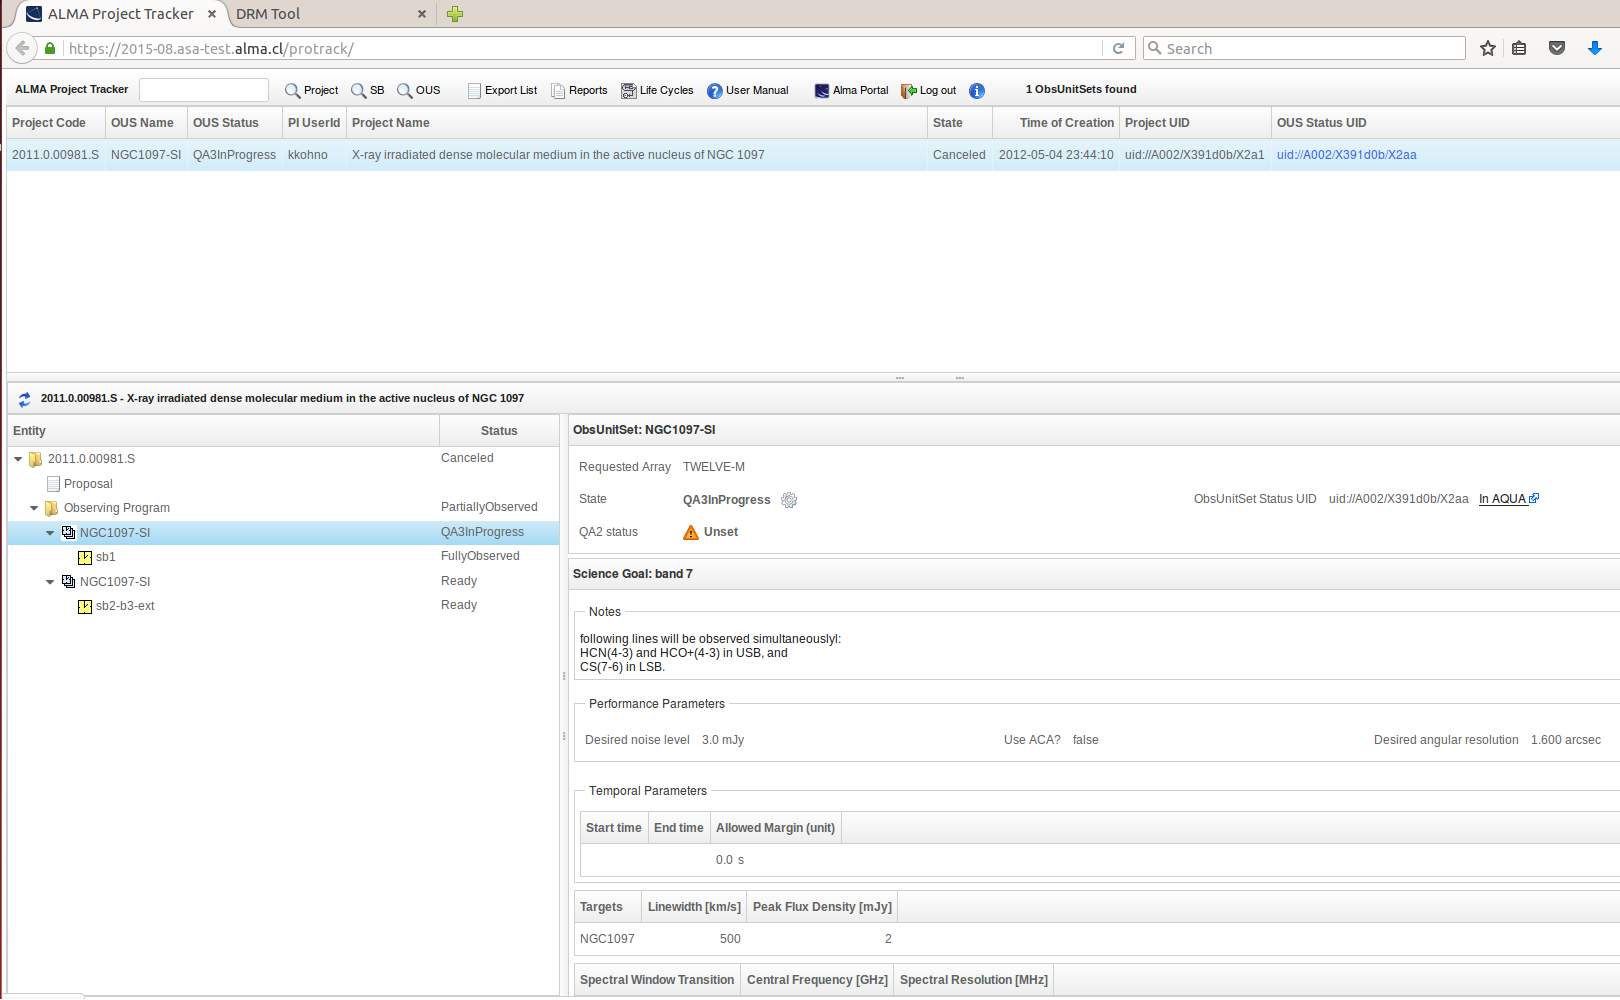 ALMA Project Tracker × DRM Tool ×
https://2015-08.asa-test.alma.cl/protrack/ Search
ALMA Project Tracker Project SB OUS Export List Reports Life Cycles User Manual Alma Portal Log out 1 ObsUnitSets found
Project Code OUS Name OUS Status PI UserId Project Name State Time of Creation Project UID OUS Status UID
2011.0.00981.S NGC1097-SI QA3InProgress kkohno X-ray irradiated dense molecular medium in the active nucleus of NGC 1097 Canceled 2012-05-04 23:44:10 uid://A002/X391d0b/X2a1 uid://A002/X391d0b/X2aa
2011.0.00981.S - X-ray irradiated dense molecular medium in the active nucleus of NGC 1097
Entity Status
2011.0.00981.S Canceled
Proposal
Observing Program PartiallyObserved
NGC1097-SI QA3InProgress
sb1 FullyObserved
NGC1097-SI Ready
sb2-b3-ext Ready
ObsUnitSet: NGC1097-SI
Requested Array TWELVE-M
State QA3InProgress ObsUnitSet Status UID uid://A002/X391d0b/X2aa In AQUA
QA2 status Unset
Science Goal: band 7
Notes
following lines will be observed simultaneouslyl:
HCN(4-3) and HCO+(4-3) in USB, and
CS(7-6) in LSB.
Performance Parameters
Desired noise level 3.0 mJy Use ACA? false Desired angular resolution 1.600 arcsec
Temporal Parameters
Start time End time Allowed Margin (unit)
0.0 s
Targets Linewidth [km/s] Peak Flux Density [mJy]
NGC1097 500 2
Spectral Window Transition Central Frequency [GHz] Spectral Resolution [MHz]